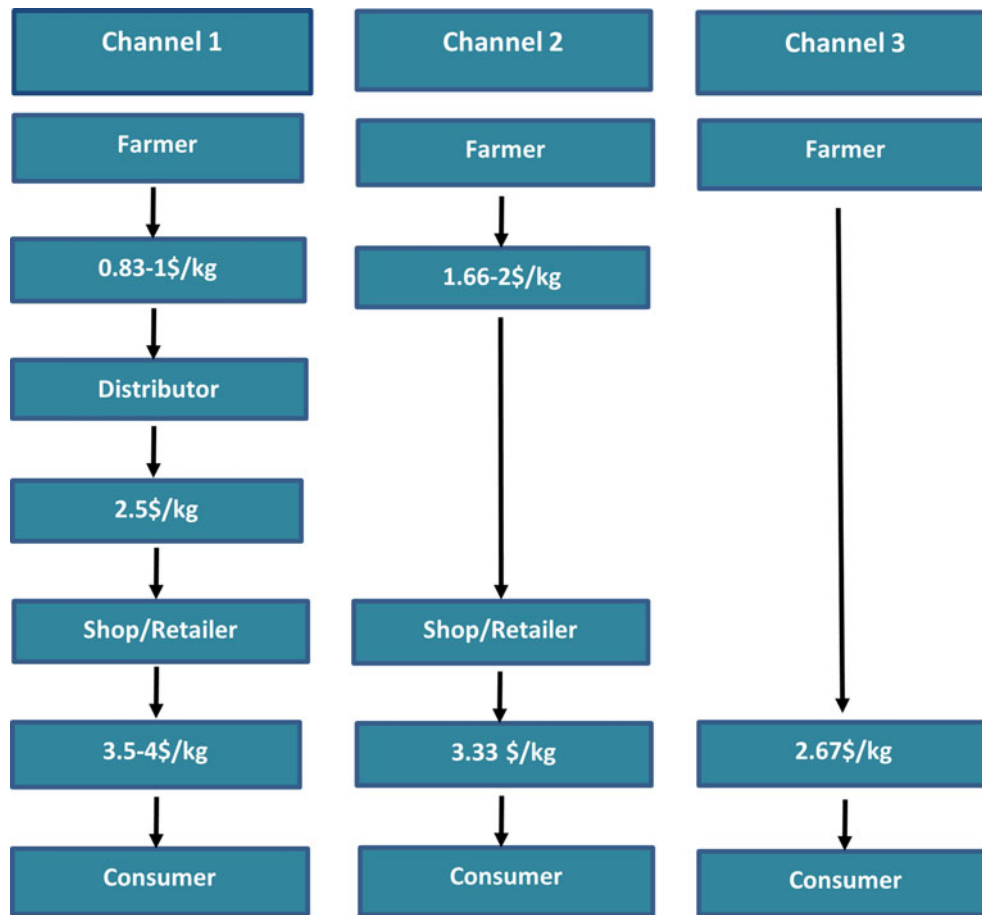 Channel 1
Farmer
0.83-1$/kg
Distributor
2.5$/kg
Shop/Retailer
3.5-4$/kg
Consumer
Channel 2
Farmer
1.66-2$/kg
Shop/Retailer
3.33 $/kg
Consumer
Channel 3
Farmer
2.67$/kg
Consumer